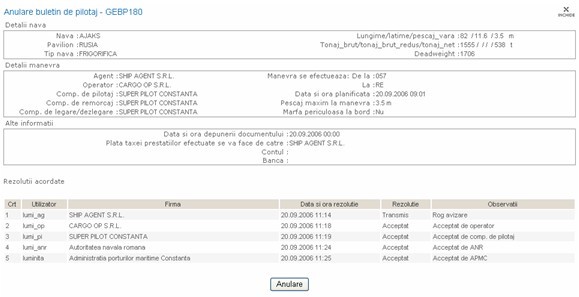 Anulare buletin de pilotaj - GEBP180
INCHIDE
Detalii nava
Nava : AJAKS Lungime/latime/pescaj_vara : 82 / 11.6 / 3.5 m
Pavilion : RUSIA Tonaj_brut/tonaj_brut_redus/tonaj_net : 1555 / / / 538 t
Tip nava : FRIGORIFICA Deadweight : 1706
Detalii manevra
Agent : SHIP AGENT S.R.L. Manevra se efectueaza: De la : 057
Operator : CARGO OP S.R.L. La : RE
Comp. de pilotaj : SUPER PILOT CONSTANTA Data si ora planificata : 20.09.2006 09:01
Comp. de remorcaj : SUPER PILOT CONSTANTA Pescaj maxim la manevra : 3.5 m
Comp. de legare/dezlegare : SUPER PILOT CONSTANTA Marfa periculoasa la bord : Nu
Alte informatii
Data si ora depunerii documentului : 20.09.2006 00:00
Plata taxei prestatiilor efectuate se va face de catre : SHIP AGENT S.R.L.
Contul :
Banca :
Rezolutii acordate
Crt Utilizator Firma Data si ora rezolutie Rezolutie Observatii
1 lumi_ag SHIP AGENT S.R.L. 20.09.2006 11:14 Transmis Rog avizare
2 lumi_op CARGO OP S.R.L. 20.09.2006 11:18 Acceptat Acceptat de operator
3 lumi_pi SUPER PILOT CONSTANTA 20.09.2006 11:19 Acceptat Acceptat de comp. de pilotaj
4 lumi_anr Autoritatea navala romana 20.09.2006 11:24 Acceptat Acceptat de ANR
5 luminita Administratia porturilor maritime Constanta 20.09.2006 11:25 Acceptat Acceptat de APMC
Anulare